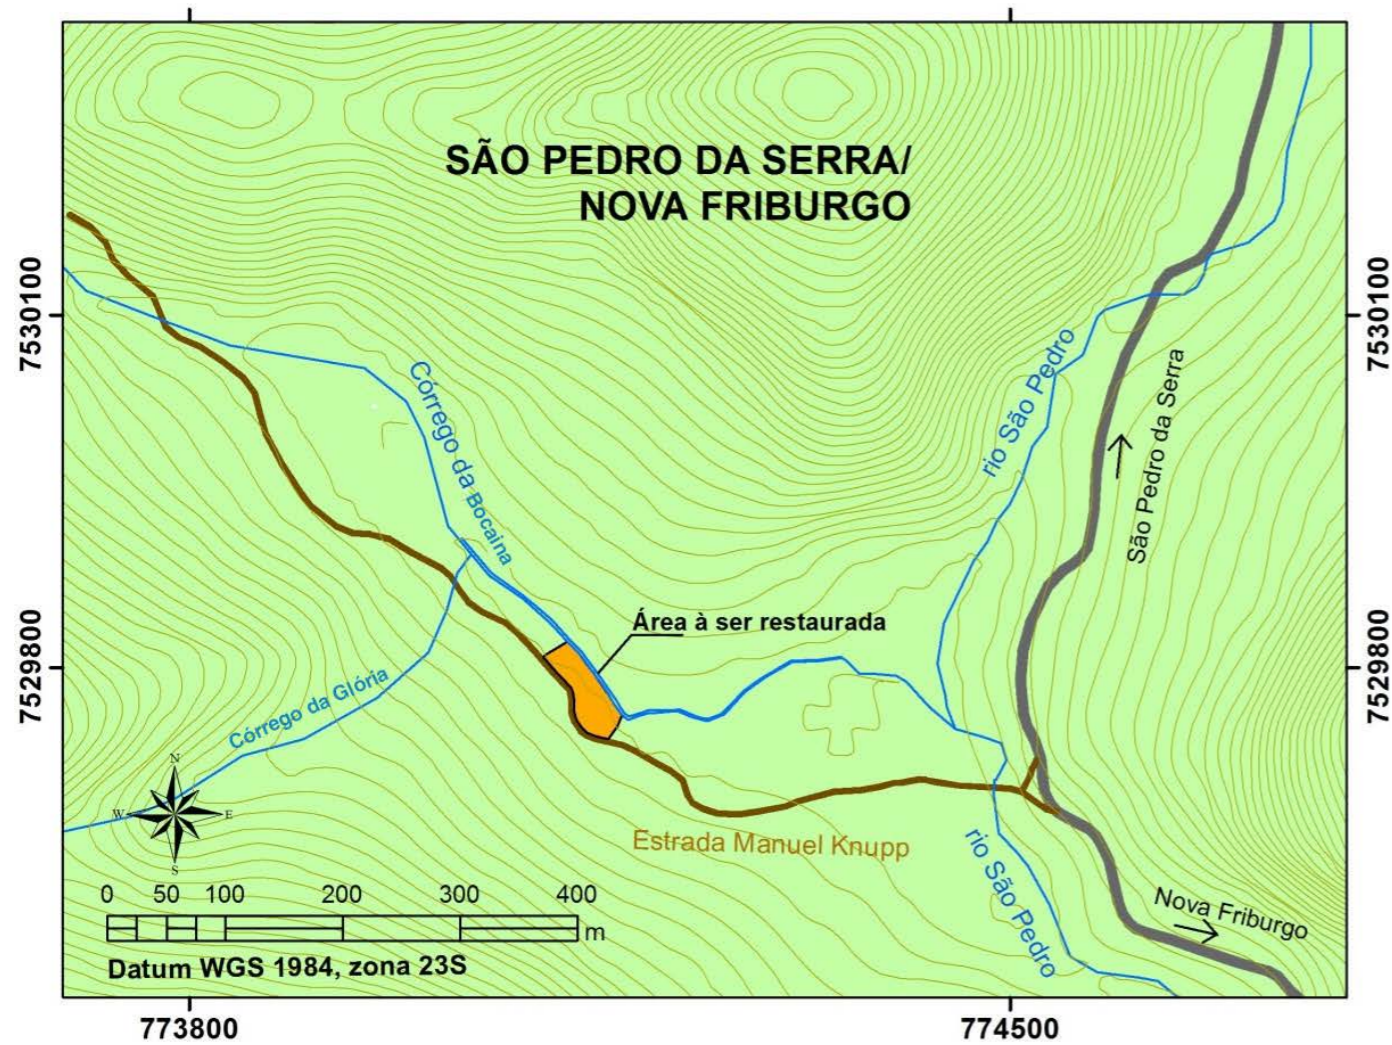 SÃO PEDRO DA SERRA/
NOVA FRIBURGO
7530100
7530100
Córrego da Bocaina
rio São Pedro
São Pedro da Serra
Área à ser restaurada
7529800
7529800
Córrego da Glória
N
W E
S
Estrada Manuel Knupp
rio São Pedro
Nova Friburgo
0 50 100 200 300 400
m
Datum WGS 1984, zona 23S
773800 774500